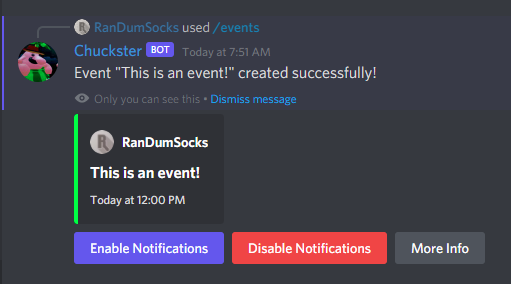 RanDumSocks used /events
Chuckster BOT Today at 7:51 AM
Event "This is an event!" created successfully!
Only you can see this • Dismiss message
R RanDumSocks
This is an event!
Today at 12:00 PM
Enable Notifications Disable Notifications More Info